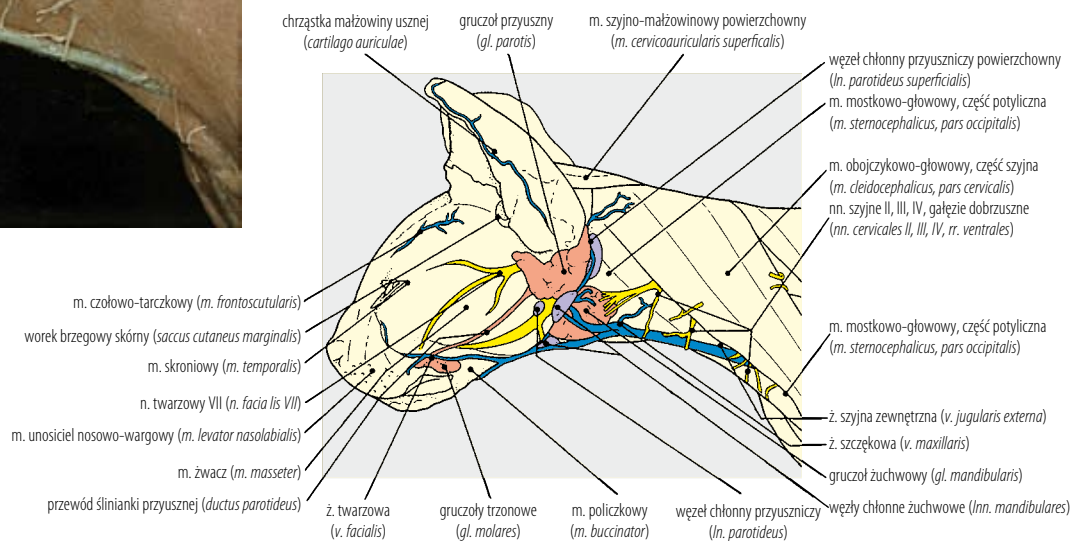 chrząstka małżowiny usznej
(cartilago auriculae)
gruczoł przyuszny
(gl. parotis)
m. szyjno-małżowinowy powierzchowny
(m. cervicoauricularis superficalis)
węzeł chłonny przyuszniczy powierzchowny
(ln. parotideus superficialis)
m. mostkowo-głowowy, część potyliczna
(m. sternocephalicus, pars occipitalis)
m. obojczykowo-głowowy, część szyjna
(m. cleidocephalicus, pars cervicalis)
nn. szyjne II, III, IV, gałęzie dobrzuszne
(nn. cervicales II, III, IV, rr. ventrales)
m. mostkowo-głowowy, część potyliczna
(m. sternocephalicus, pars occipitalis)
ż. szyjna zewnętrzna (v. jugularis externa)
ż. szczękowa (v. maxillaris)
gruczoł żuchwowy (gl. mandibularis)
węzły chłonne żuchwowe (lnn. mandibulares)
m. czołowo-tarczkowy (m. frontoscutularis)
worek brzegowy skórny (saccus cutaneus marginalis)
m. skroniowy (m. temporalis)
n. twarzowy VII (n. facia lis VII)
m. unosiciel nosowo-wargowy (m. levator nasolabialis)
m. żwacz (m. masseter)
przewód ślinianki przyusznej (ductus parotideus)
ż. twarzowa
(v. facialis)
gruczoły trzonowe
(gl. molares)
m. policzkowy
(m. buccinator)
węzeł chłonny przyuszniczy
(ln. parotideus)